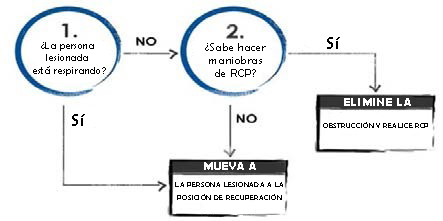 1.
¿La persona
lesionada
está respirando?
NO
2.
¿Sabe hacer
maniobras
de RCP?
Sí
Sí
NO
ELIMINE LA
OBSTRUCCIÓN Y REALICE RCP
MUEVA A
LA PERSONA LESIONADA A LA
POSICIÓN DE RECUPERACIÓN